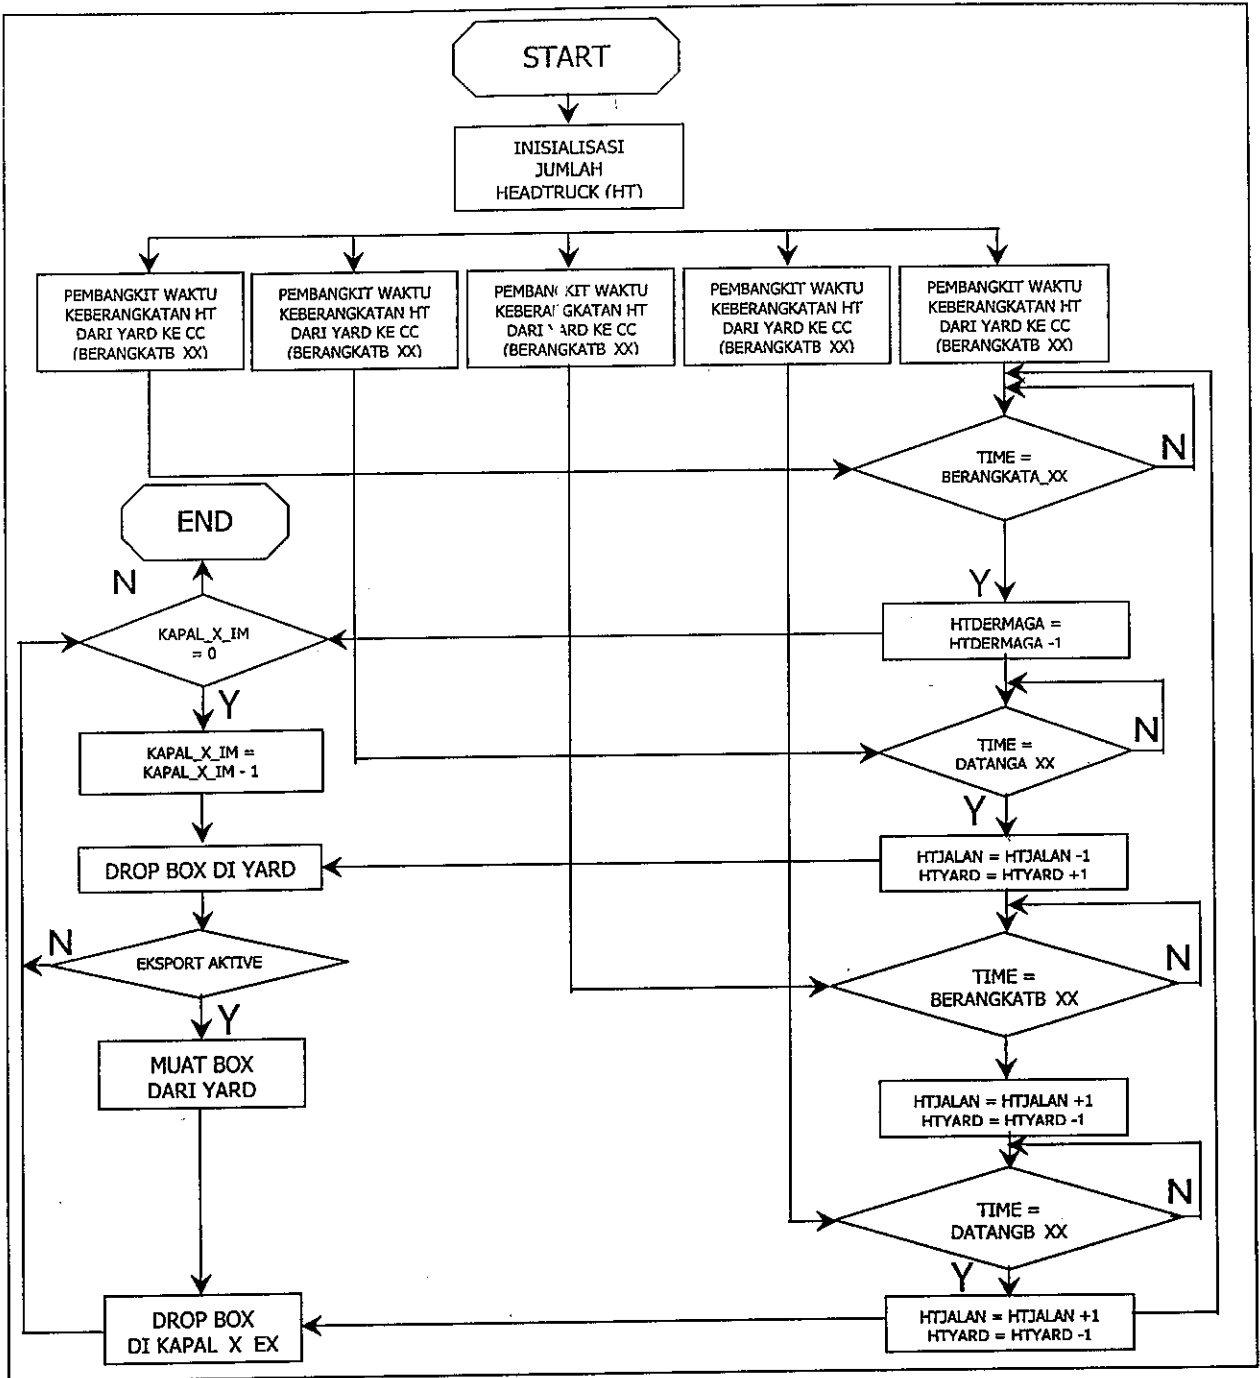 START
INISIALISASI
JUMLAH
HEADTRUCK (HT)
PEMBANGKIT WAKTU
KEBERANGKATAN HT
DARI YARD KE CC
(BERANGKATB XX)
PEMBANGKIT WAKTU
KEBERANGKATAN HT
DARI YARD KE CC
(BERANGKATB XX)
PEMBANGKIT WAKTU
KEBERANGKATAN HT
DARI YARD KE CC
(BERANGKATB XX)
PEMBANGKIT WAKTU
KEBERANGKATAN HT
DARI YARD KE CC
(BERANGKATB XX)
PEMBANGKIT WAKTU
KEBERANGKATAN HT
DARI YARD KE CC
(BERANGKATB XX)
TIME =
BERANGKATA_XX
N
Y
HTDERMAGA =
HTDERMAGA -1
TIME =
DATANGA XX
N
Y
HTJALAN = HTJALAN -1
HTYARD = HTYARD +1
TIME =
BERANGKATB XX
N
HTJALAN = HTJALAN +1
HTYARD = HTYARD -1
TIME =
DATANGB XX
N
Y
HTJALAN = HTJALAN +1
HTYARD = HTYARD -1
END
N
KAPAL_X_IM
= 0
Y
KAPAL_X_IM =
KAPAL_X_IM - 1
DROP BOX DI YARD
N
EKSPORT AKTIVE
Y
MUAT BOX
DARI YARD
DROP BOX
DI KAPAL X EX